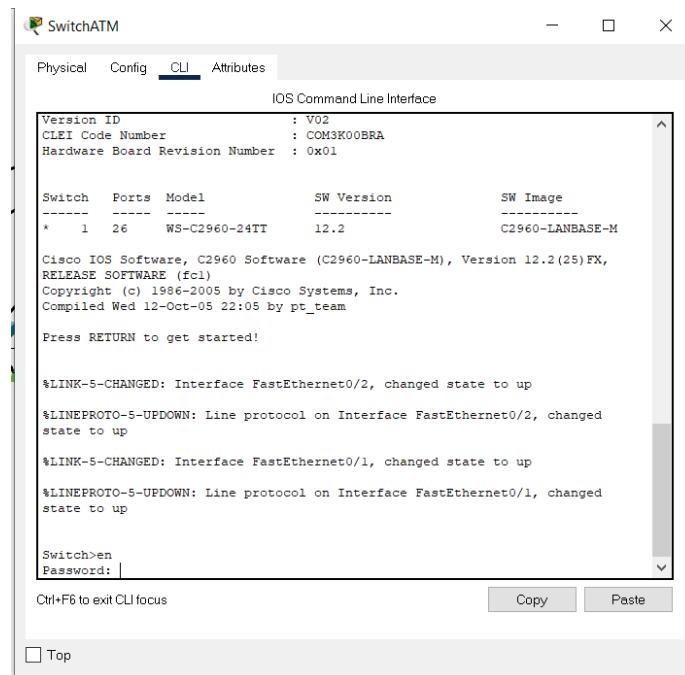 SwitchATM
Physical Config CLI Attributes
IOS Command Line Interface
Version ID : V02
CLEI Code Number : COM3K00BRA
Hardware Board Revision Number : 0x01
Switch Ports Model SW Version SW Image
------ ----- ----- ---------- ----------
* 1 26 WS-C2960-24TT 12.2 C2960-LANBASE-M
Cisco IOS Software, C2960 Software (C2960-LANBASE-M), Version 12.2(25)FX,
RELEASE SOFTWARE (fc1)
Copyright (c) 1986-2005 by Cisco Systems, Inc.
Compiled Wed 12-Oct-05 22:05 by pt_team
Press RETURN to get started!
%LINK-5-CHANGED: Interface FastEthernet0/2, changed state to up
%LINEPROTO-5-UPDOWN: Line protocol on Interface FastEthernet0/2, changed
state to up
%LINK-5-CHANGED: Interface FastEthernet0/1, changed state to up
%LINEPROTO-5-UPDOWN: Line protocol on Interface FastEthernet0/1, changed
state to up
Switch>en
Password:
Ctrl+F6 to exit CLI focus
Copy Paste
Top